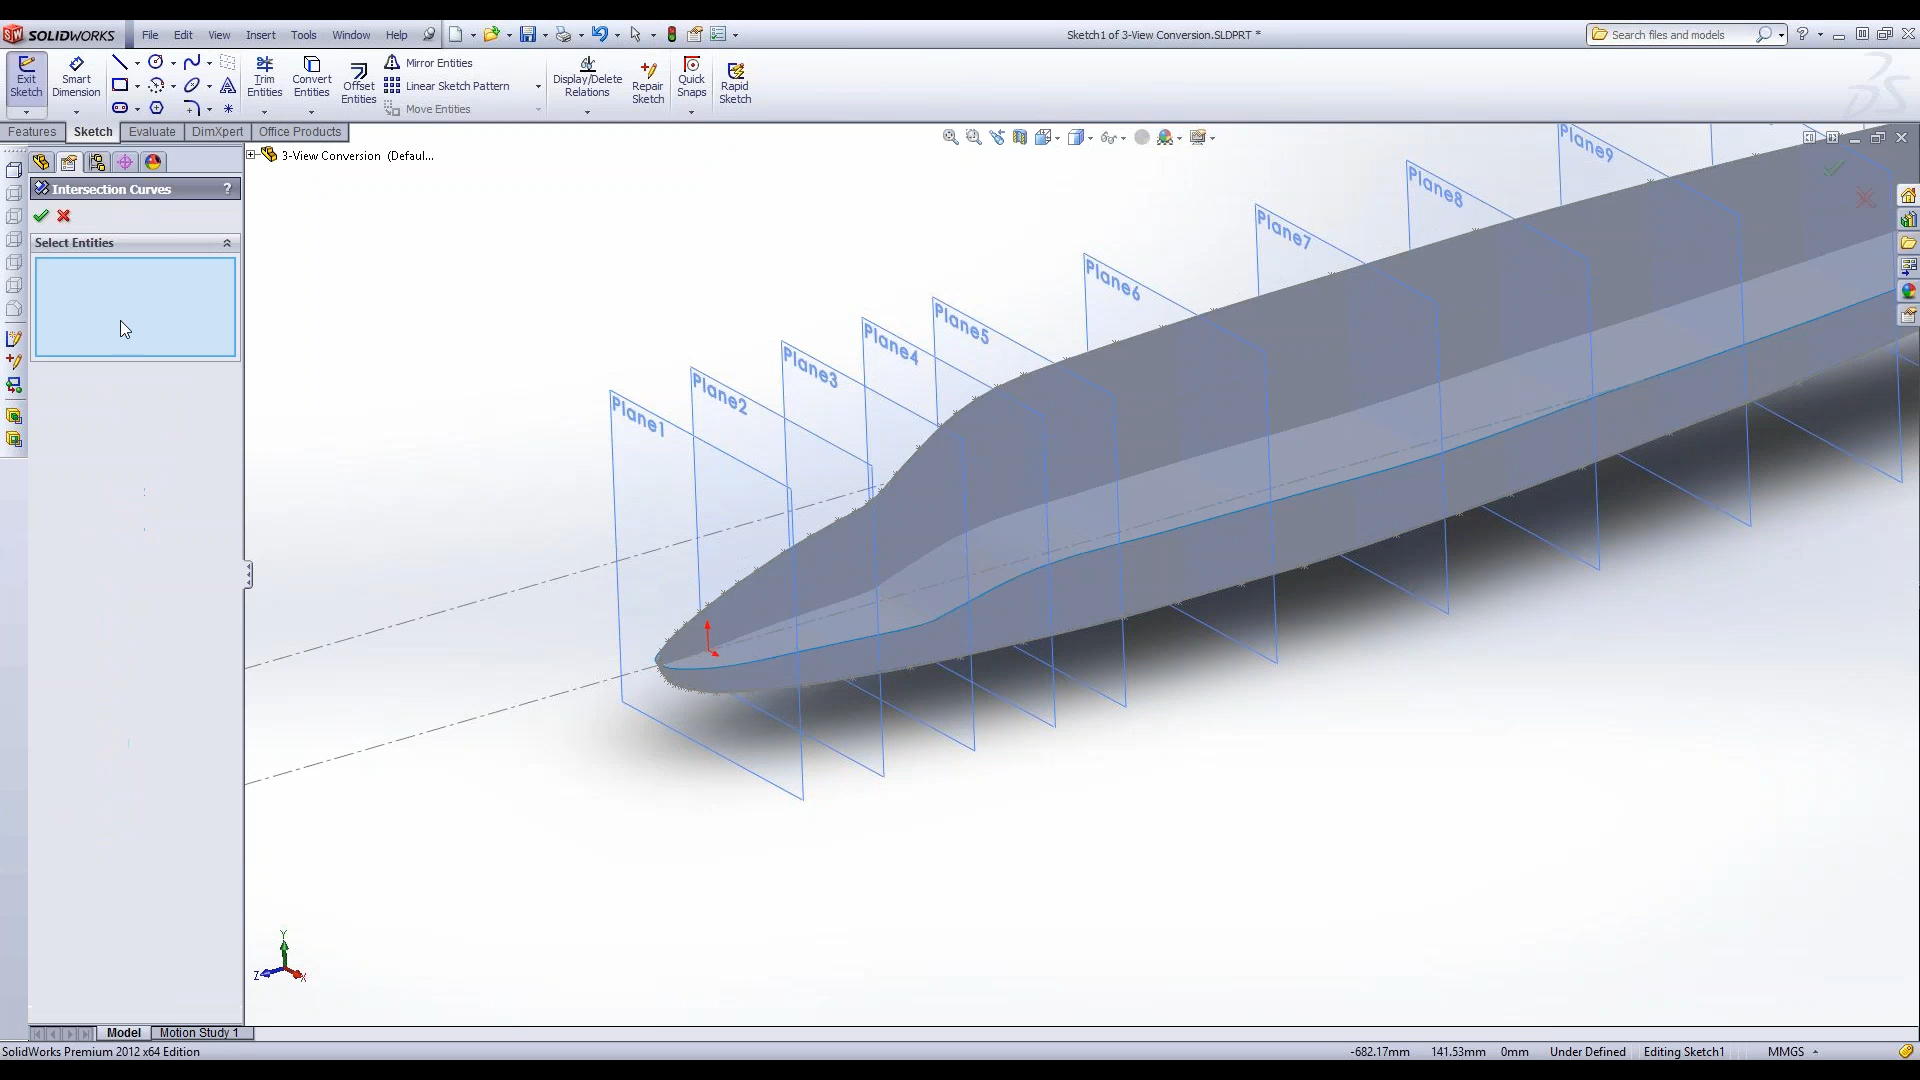 SOLIDWORKS File Edit View Insert Tools Window Help
Sketch1 of 3-View Conversion.SLDPRT *
Search files and models
Exit Sketch
Smart Dimension
Trim Entities
Convert Entities
Offset Entities
Mirror Entities
Linear Sketch Pattern
Move Entities
Display/Delete Relations
Repair Sketch
Quick Snaps
Rapid Sketch
Features Sketch Evaluate DimXpert Office Products
3-View Conversion (Defaul...
Intersection Curves ?
Select Entities
Plane1
Plane2
Plane3
Plane4
Plane5
Plane6
Plane7
Plane8
Plane9
Y
Z
X
Model Motion Study 1
SolidWorks Premium 2012 x64 Edition
-682.17mm 141.53mm 0mm Under Defined Editing Sketch1 MMGS